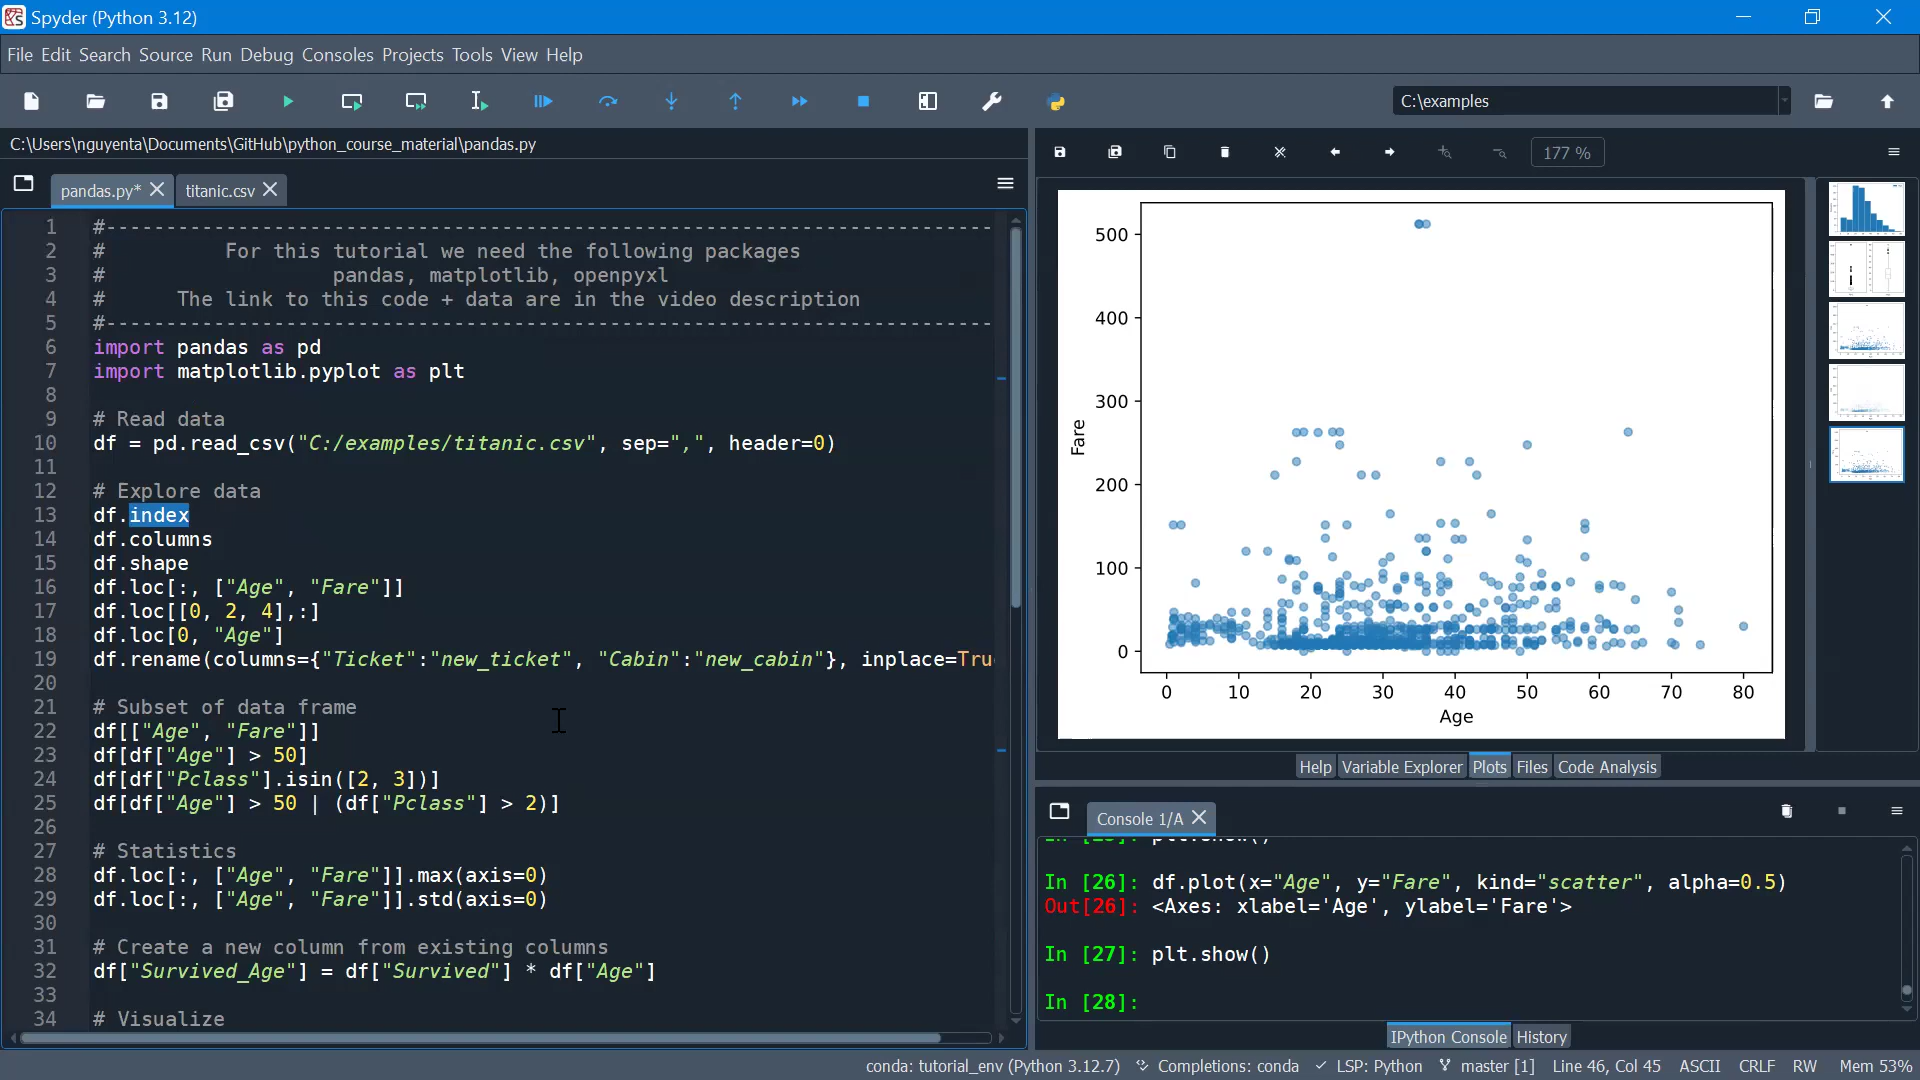 Spyder (Python 3.12)
File Edit Search Source Run Debug Consoles Projects Tools View Help
C:\examples
C:\Users\nguyenta\Documents\GitHub\python_course_material\pandas.py
pandas.py*
titanic.csv
1 #---------------------------------------------------------------------------
2 # For this tutorial we need the following packages
3 # pandas, matplotlib, openpyxl
4 # The link to this code + data are in the video description
5 #---------------------------------------------------------------------------
6 import pandas as pd
7 import matplotlib.pyplot as plt
8
9 # Read data
10 df = pd.read_csv("C:/examples/titanic.csv", sep=",", header=0)
11
12 # Explore data
13 df.index
14 df.columns
15 df.shape
16 df.loc[:, ["Age", "Fare"]]
17 df.loc[[0, 2, 4],:]
18 df.loc[0, "Age"]
19 df.rename(columns={"Ticket":"new_ticket", "Cabin":"new_cabin"}, inplace=Tru
20
21 # Subset of data frame
22 df[["Age", "Fare"]]
23 df[df["Age"] > 50]
24 df[df["Pclass"].isin([2, 3])]
25 df[df["Age"] > 50 | (df["Pclass"] > 2)]
26
27 # Statistics
28 df.loc[:, ["Age", "Fare"]].max(axis=0)
29 df.loc[:, ["Age", "Fare"]].std(axis=0)
30
31 # Create a new column from existing columns
32 df["Survived_Age"] = df["Survived"] * df["Age"]
33
34 # Visualize
177 %
500
400
300
200
100
0
Fare
0 10 20 30 40 50 60 70 80
Age
Help Variable Explorer Plots Files Code Analysis
Console 1/A
In [26]: df.plot(x="Age", y="Fare", kind="scatter", alpha=0.5)
Out[26]: <Axes: xlabel='Age', ylabel='Fare'>
In [27]: plt.show()
In [28]:
IPython Console History
conda: tutorial_env (Python 3.12.7) Completions: conda LSP: Python master [1] Line 46, Col 45 ASCII CRLF RW Mem 53%